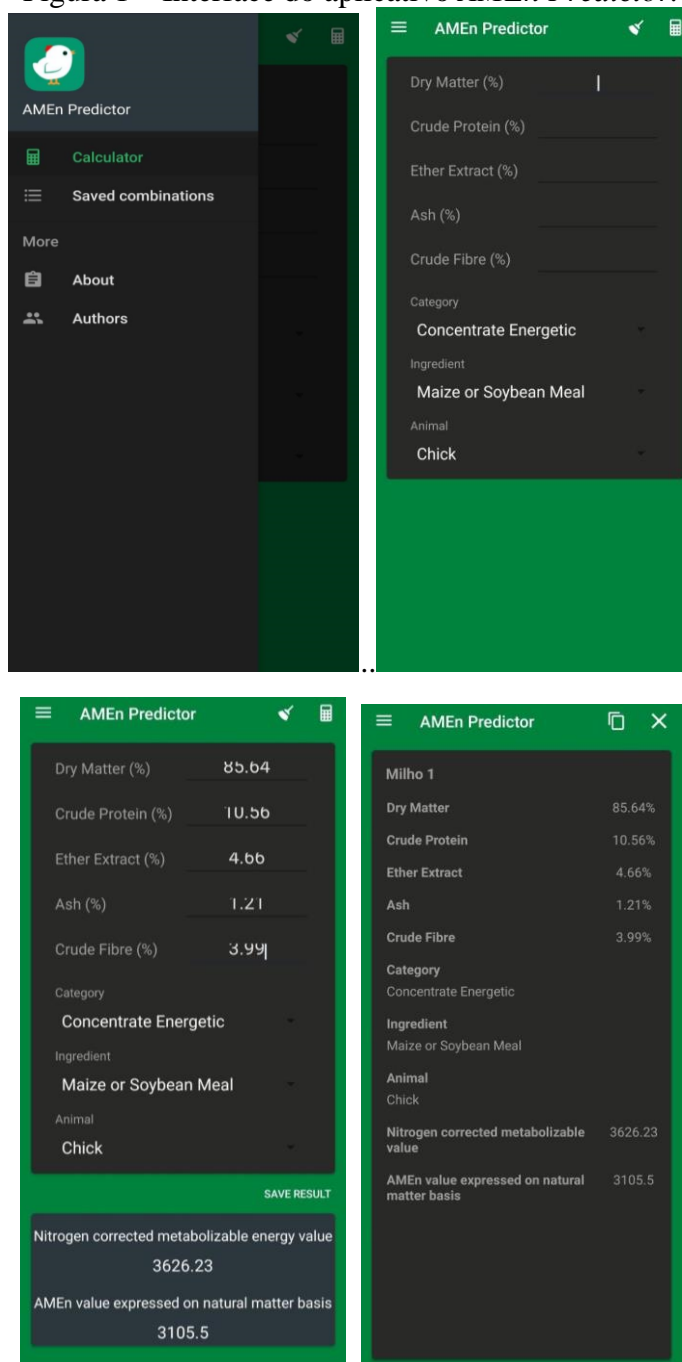 Figura 1 – Interface do aplicativo AMEn Predictor.
AMEn Predictor
Calculator
Saved combinations
More
About
Authors
AMEn Predictor
Dry Matter (%)
Crude Protein (%)
Ether Extract (%)
Ash (%)
Crude Fibre (%)
Category
Concentrate Energetic
Ingredient
Maize or Soybean Meal
Animal
Chick
..
AMEn Predictor
Dry Matter (%) 85.64
Crude Protein (%) 10.56
Ether Extract (%) 4.66
Ash (%) 1.21
Crude Fibre (%) 3.99
Category
Concentrate Energetic
Ingredient
Maize or Soybean Meal
Animal
Chick
SAVE RESULT
Nitrogen corrected metabolizable energy value
3626.23
AMEn value expressed on natural matter basis
3105.5
AMEn Predictor
Milho 1
Dry Matter 85.64%
Crude Protein 10.56%
Ether Extract 4.66%
Ash 1.21%
Crude Fibre 3.99%
Category
Concentrate Energetic
Ingredient
Maize or Soybean Meal
Animal
Chick
Nitrogen corrected metabolizable 3626.23
value
AMEn value expressed on natural 3105.5
matter basis